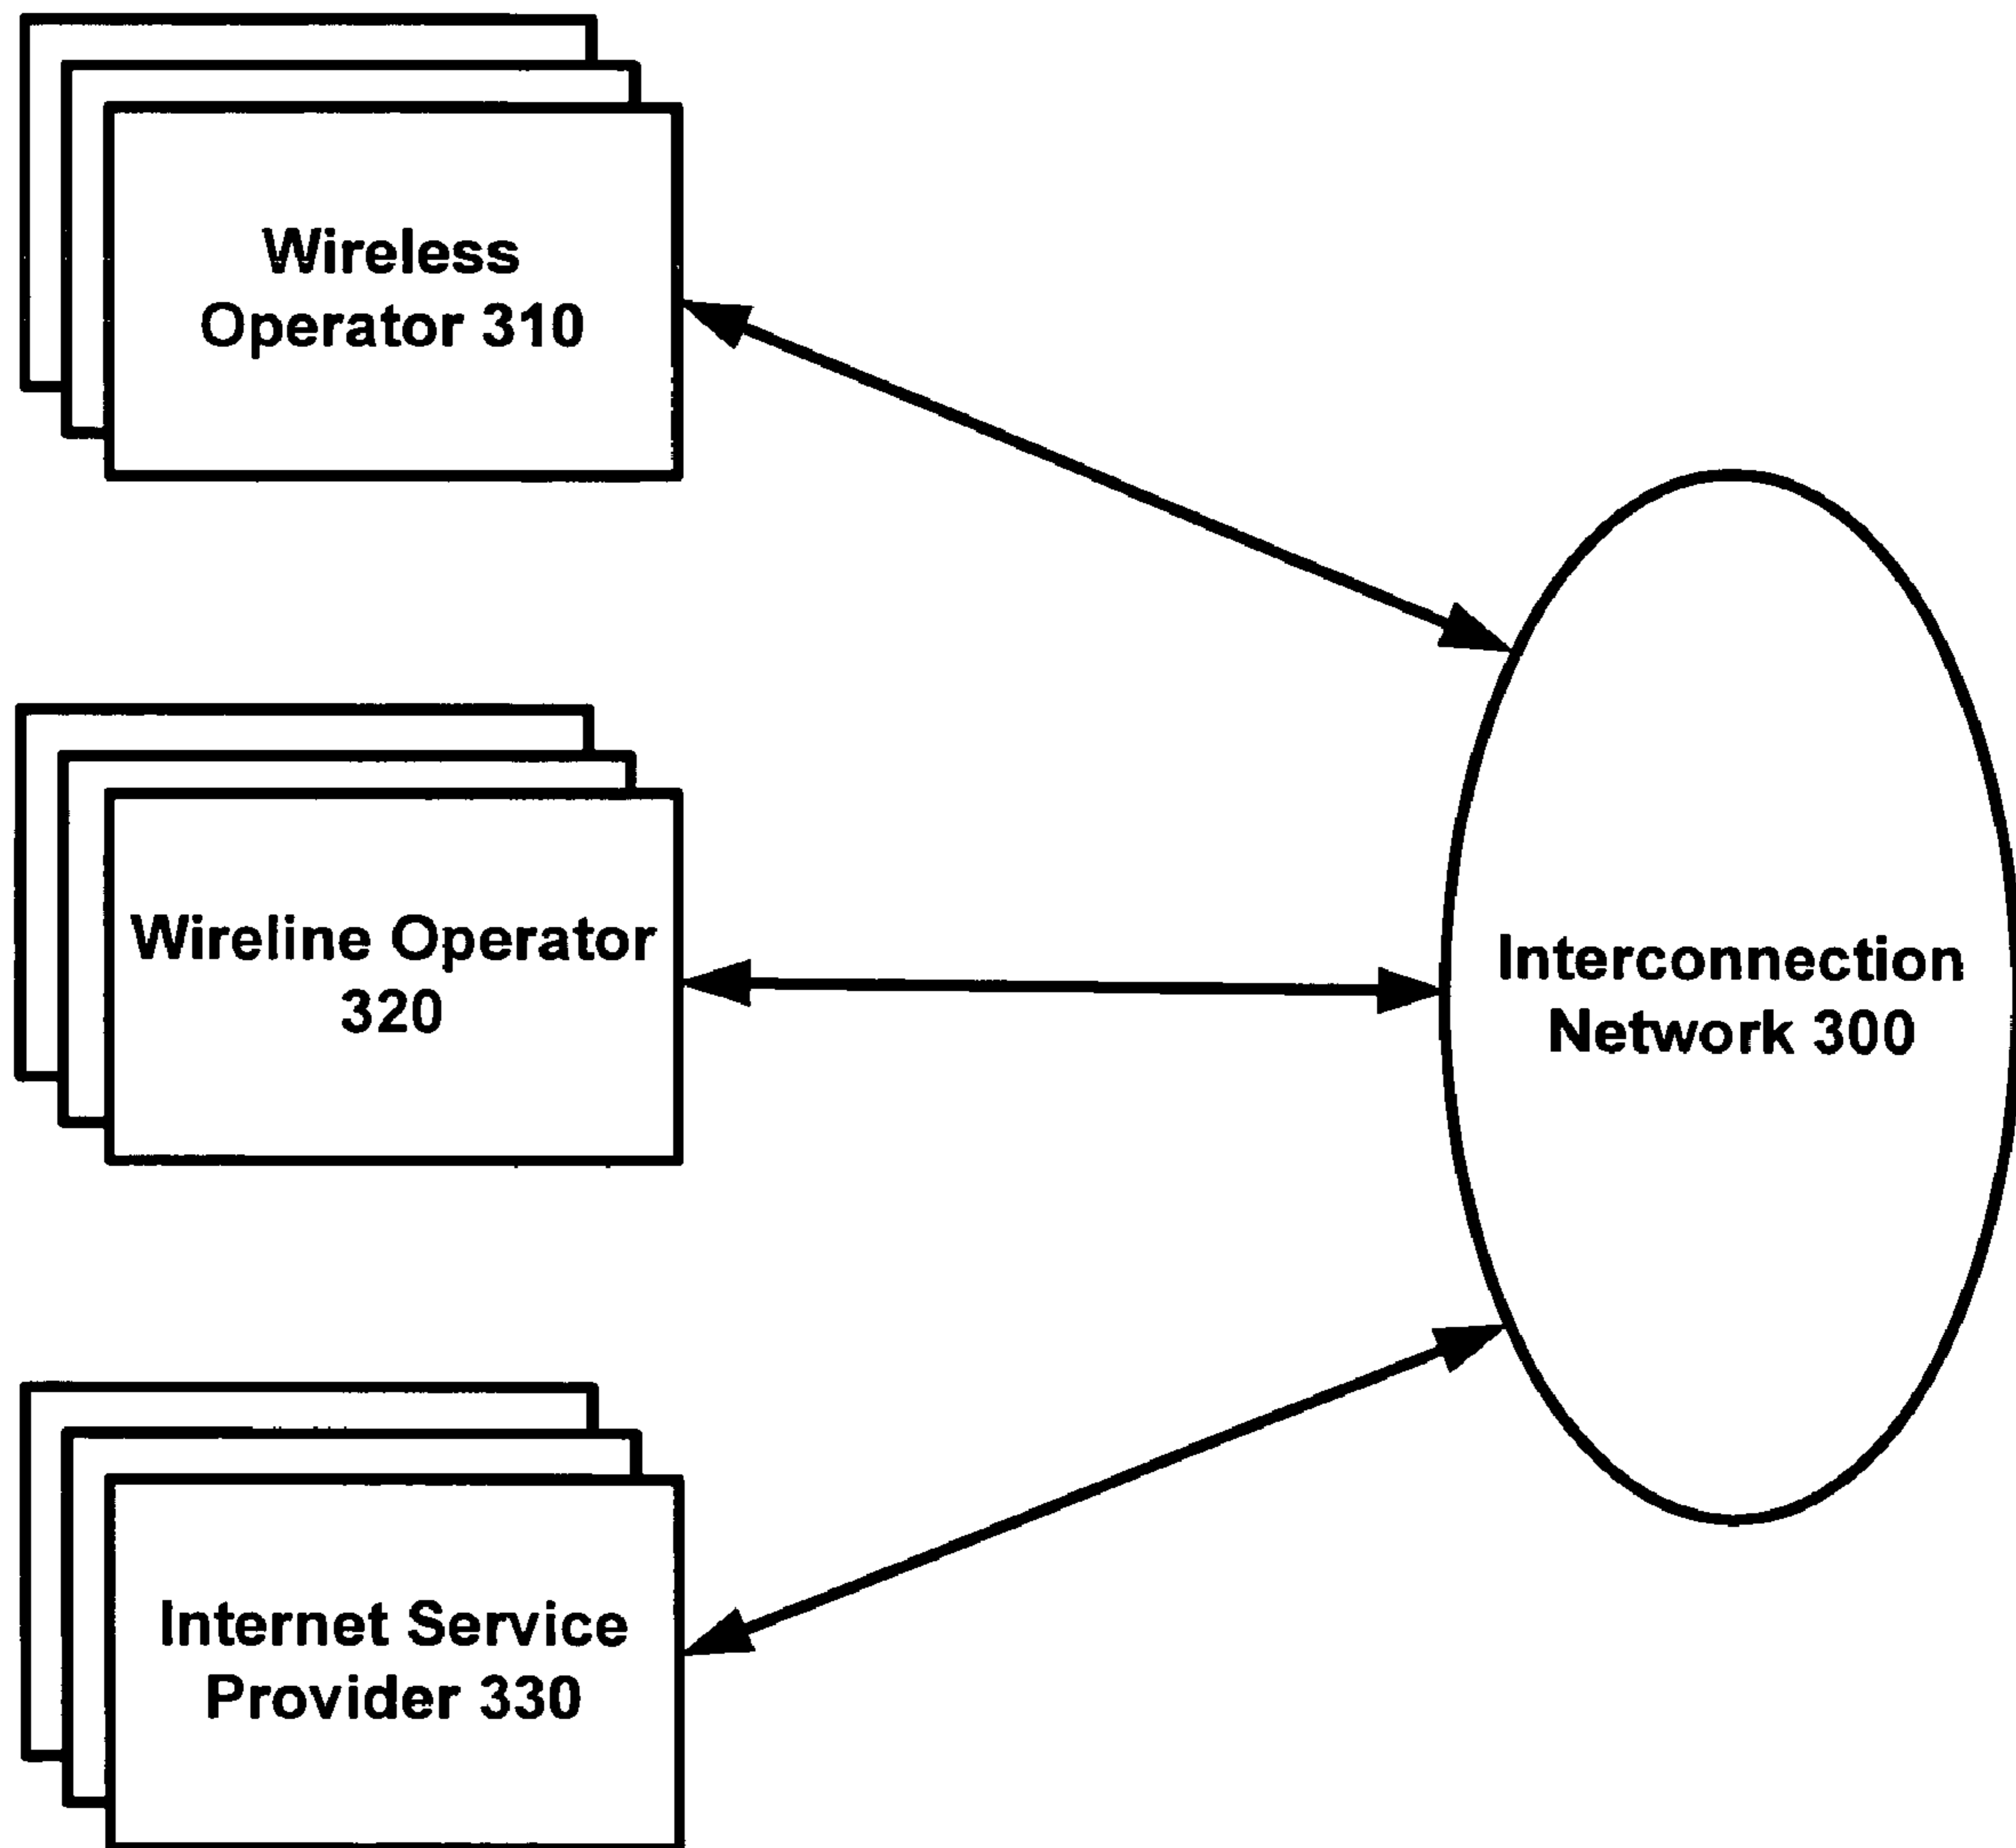 Wireless
Operator 310
Wireline Operator
320
Interconnection
Network 300
Internet Service
Provider 330